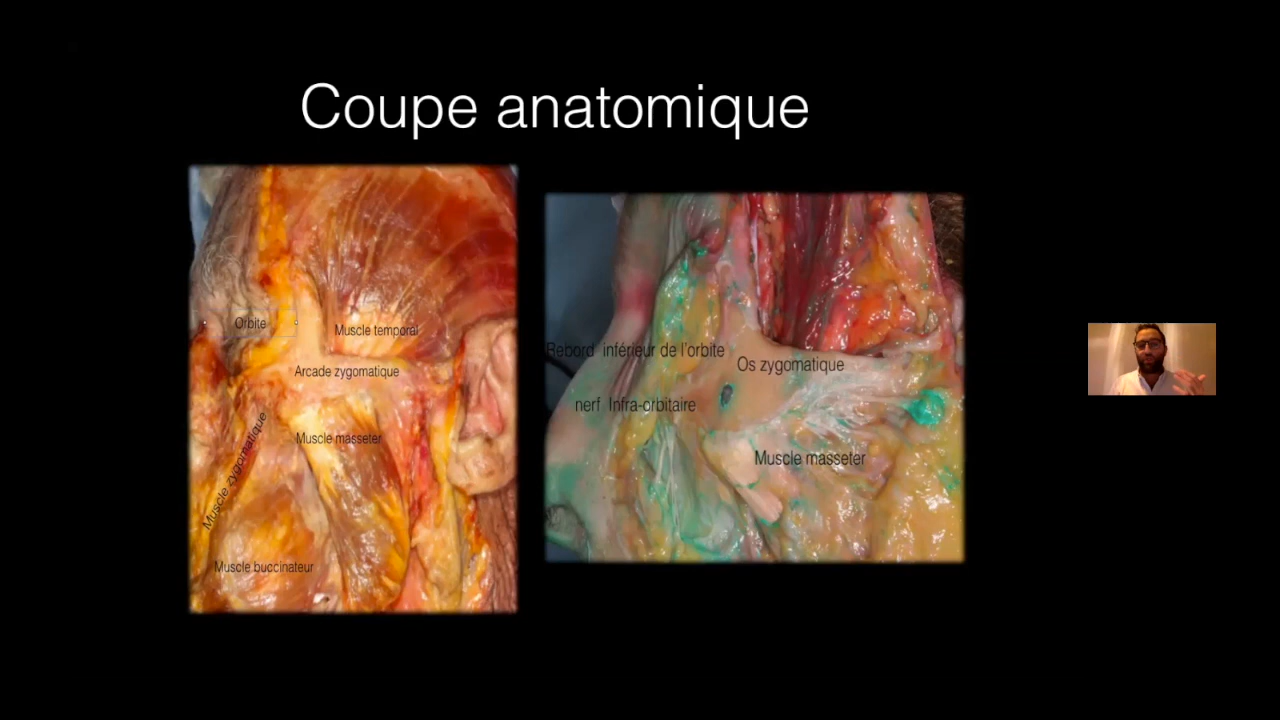 Coupe anatomique
Orbite
Muscle temporal
Arcade zygomatique
Muscle masseter
Muscle zygomatique
Muscle buccinateur
Rebord inférieur de l'orbite
Os zygomatique
nerf Infra-orbitaire
Muscle masseter